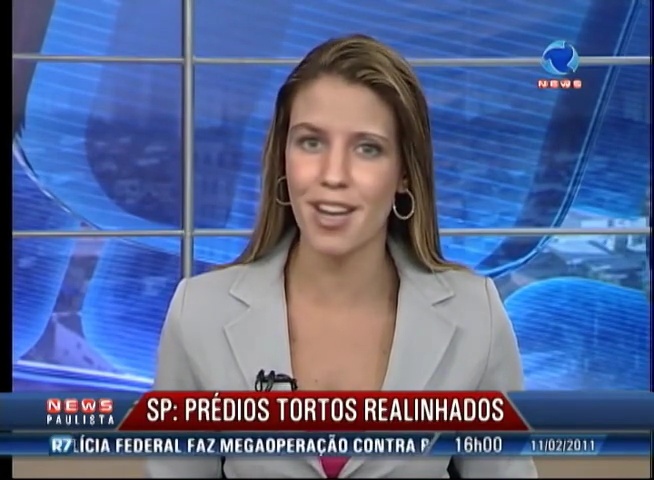 NEWS
NEWS
PAULISTA
SP: PRÉDIOS TORTOS REALINHADOS
R7 LÍCIA FEDERAL FAZ MEGAOPERAÇÃO CONTRA
16h00
11/02/2011